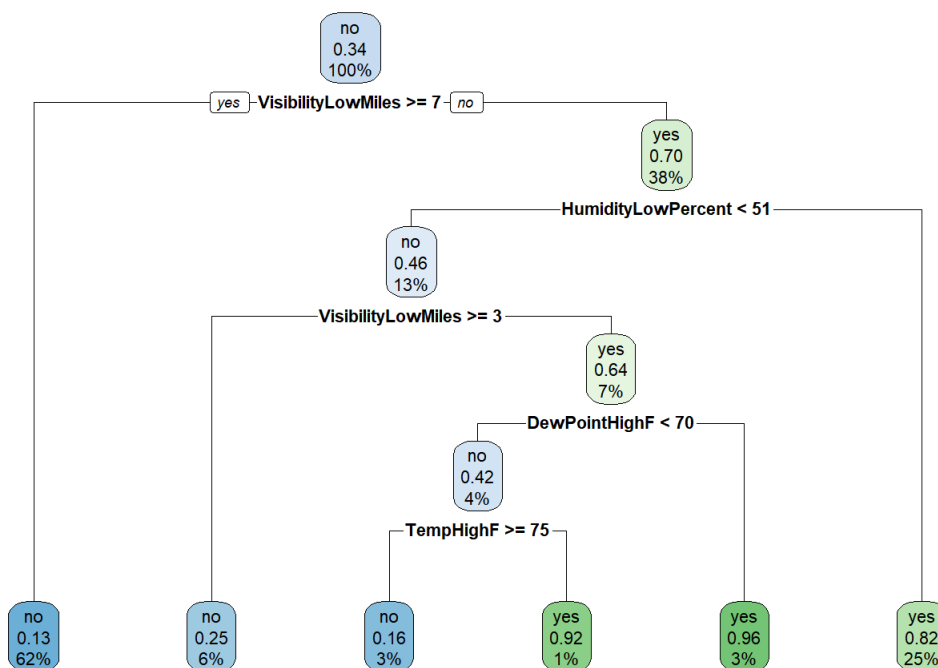 no
0.34
100%
yes VisibilityLowMiles >= 7 no
yes
0.70
38%
HumidityLowPercent < 51
no
0.46
13%
VisibilityLowMiles >= 3
yes
0.64
7%
DewPointHighF < 70
no
0.42
4%
TempHighF >= 75
no
0.13
62%
no
0.25
6%
no
0.16
3%
yes
0.92
1%
yes
0.96
3%
yes
0.82
25%